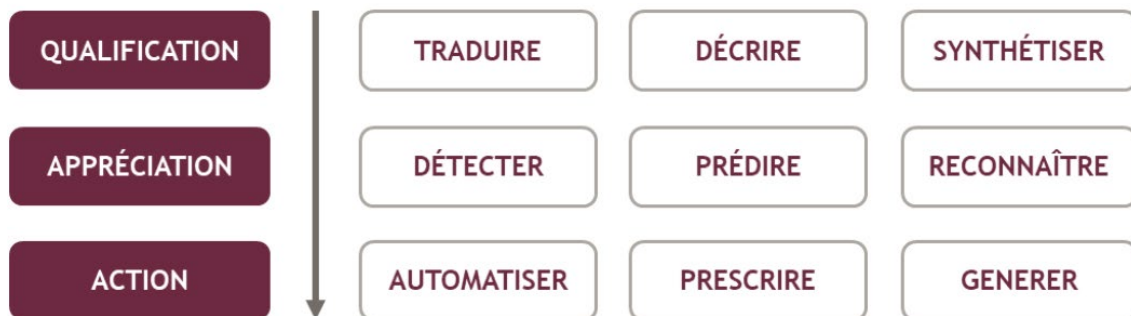 QUALIFICATION TRADUIRE DÉCRIRE SYNTHÉTISER
APPRÉCIATION DÉTECTER PRÉDIRE RECONNAÎTRE
ACTION AUTOMATISER PRESCRIRE GENERER